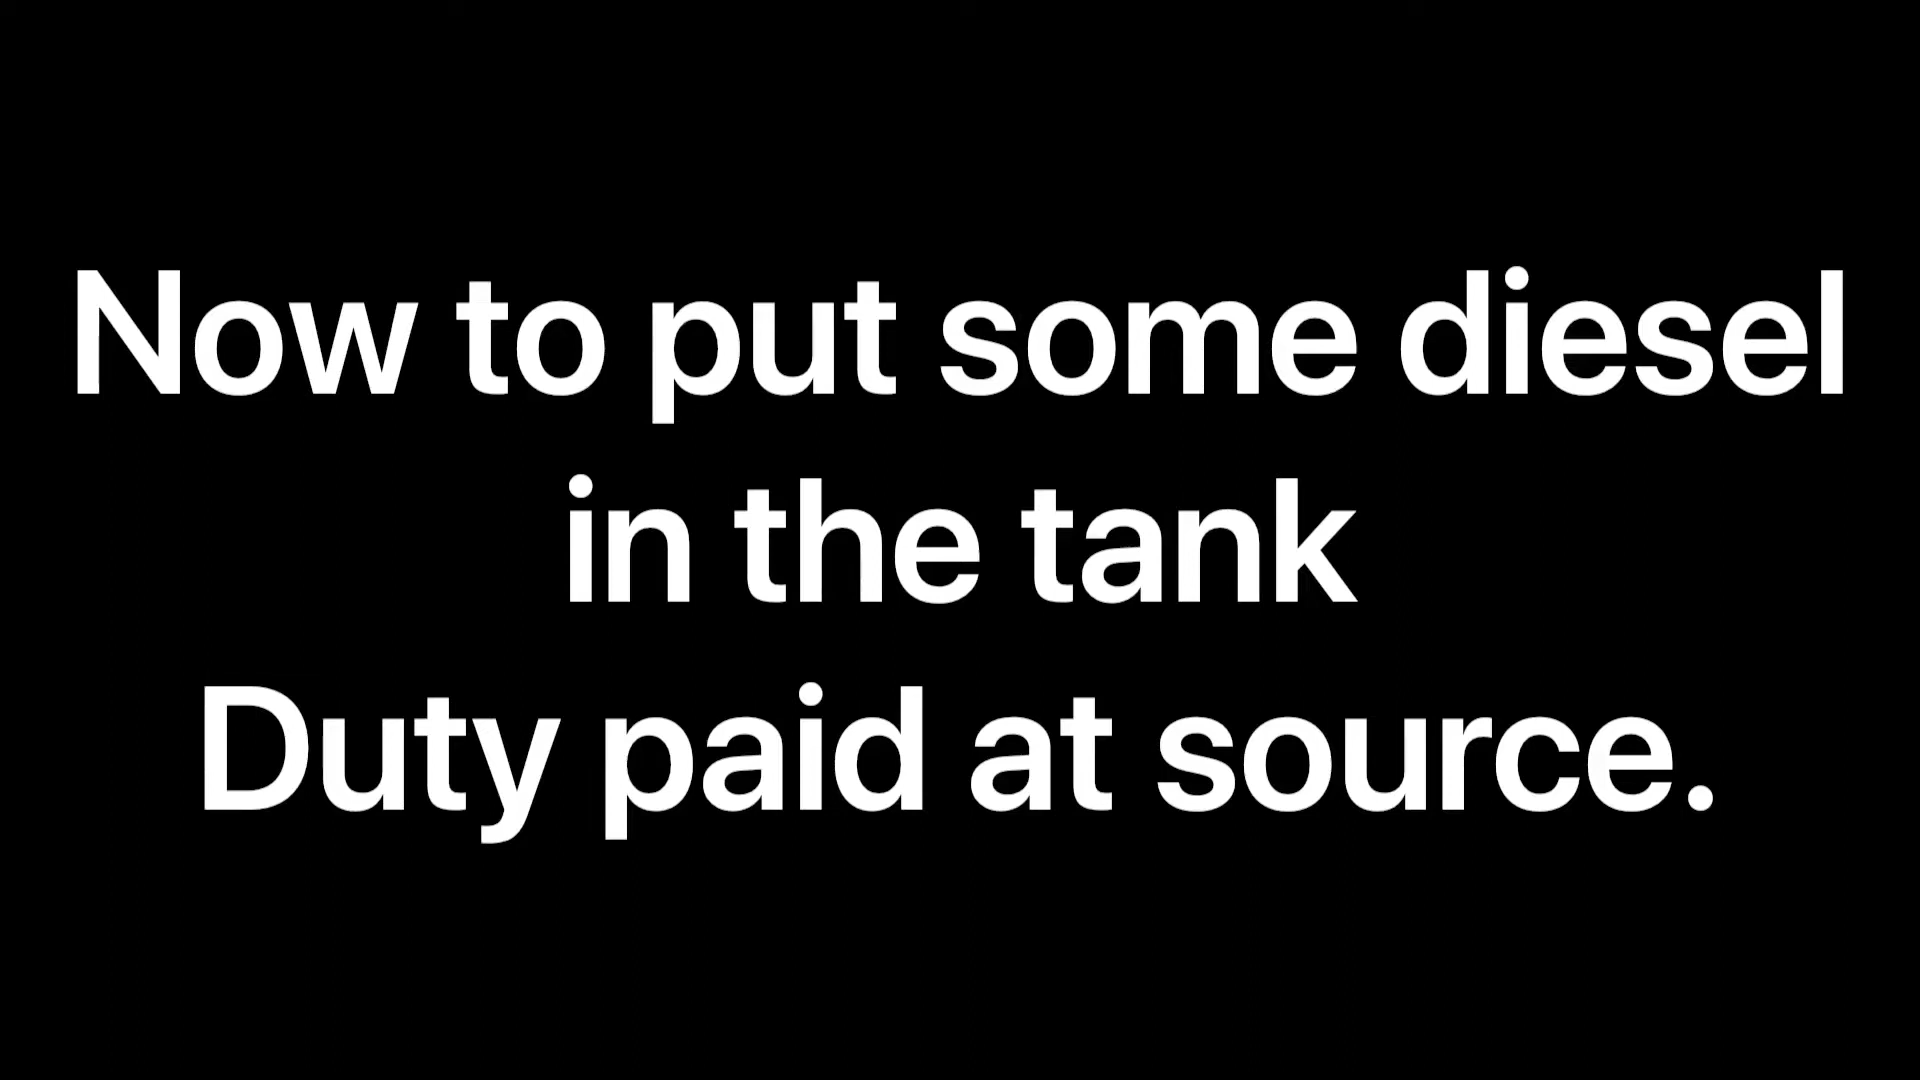 Now to put some diesel
in the tank
Duty paid at source.